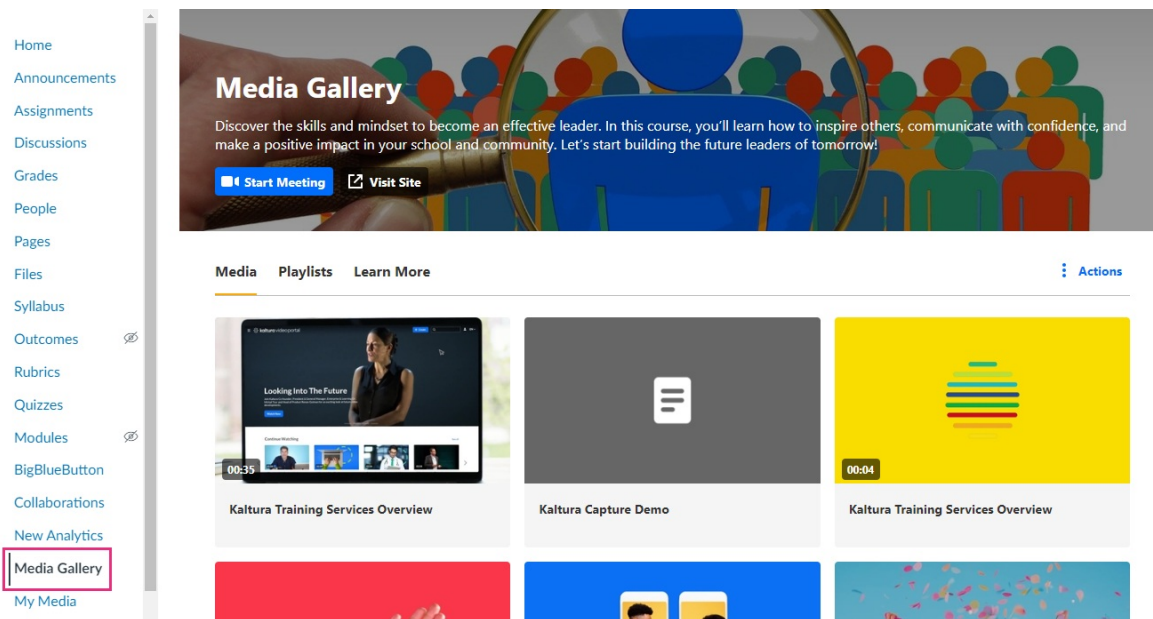 Home
Announcements
Assignments
Discussions
Grades
People
Pages
Files
Syllabus
Outcomes
Rubrics
Quizzes
Modules
BigBlueButton
Collaborations
New Analytics
Media Gallery
My Media
Media Gallery
Discover the skills and mindset to become an effective leader. In this course, you'll learn how to inspire others, communicate with confidence, and
make a positive impact in your school and community. Let's start building the future leaders of tomorrow!
Start Meeting
Visit Site
Media
Playlists
Learn More
Actions
kaltura videoportal
Looking Into The Future
Continue Watching
00:35
Kaltura Training Services Overview
Kaltura Capture Demo
00:04
Kaltura Training Services Overview